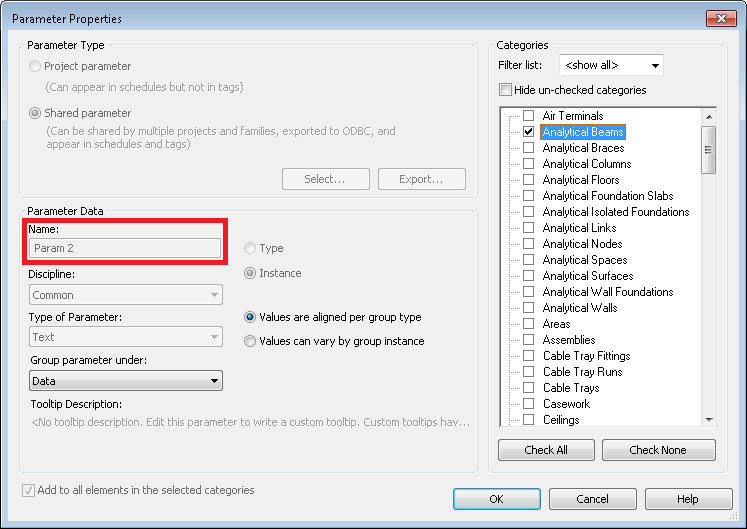 Parameter Properties
Parameter Type
Project parameter
(Can appear in schedules but not in tags)
Shared parameter
(Can be shared by multiple projects and families, exported to ODBC, and
appear in schedules and tags)
Select...
Export...
Parameter Data
Name:
Param 2
Discipline:
Common
Type of Parameter:
Text
Group parameter under:
Data
Type
Instance
Values are aligned per group type
Values can vary by group instance
Tooltip Description:
<No tooltip description. Edit this parameter to write a custom tooltip. Custom tooltips hav...
Add to all elements in the selected categories
Categories
Filter list:
<show all>
Hide un-checked categories
Air Terminals
Analytical Beams
Analytical Braces
Analytical Columns
Analytical Floors
Analytical Foundation Slabs
Analytical Isolated Foundations
Analytical Links
Analytical Nodes
Analytical Spaces
Analytical Surfaces
Analytical Wall Foundations
Analytical Walls
Areas
Assemblies
Cable Tray Fittings
Cable Tray Runs
Cable Trays
Casework
Ceilings
Check All
Check None
OK
Cancel
Help